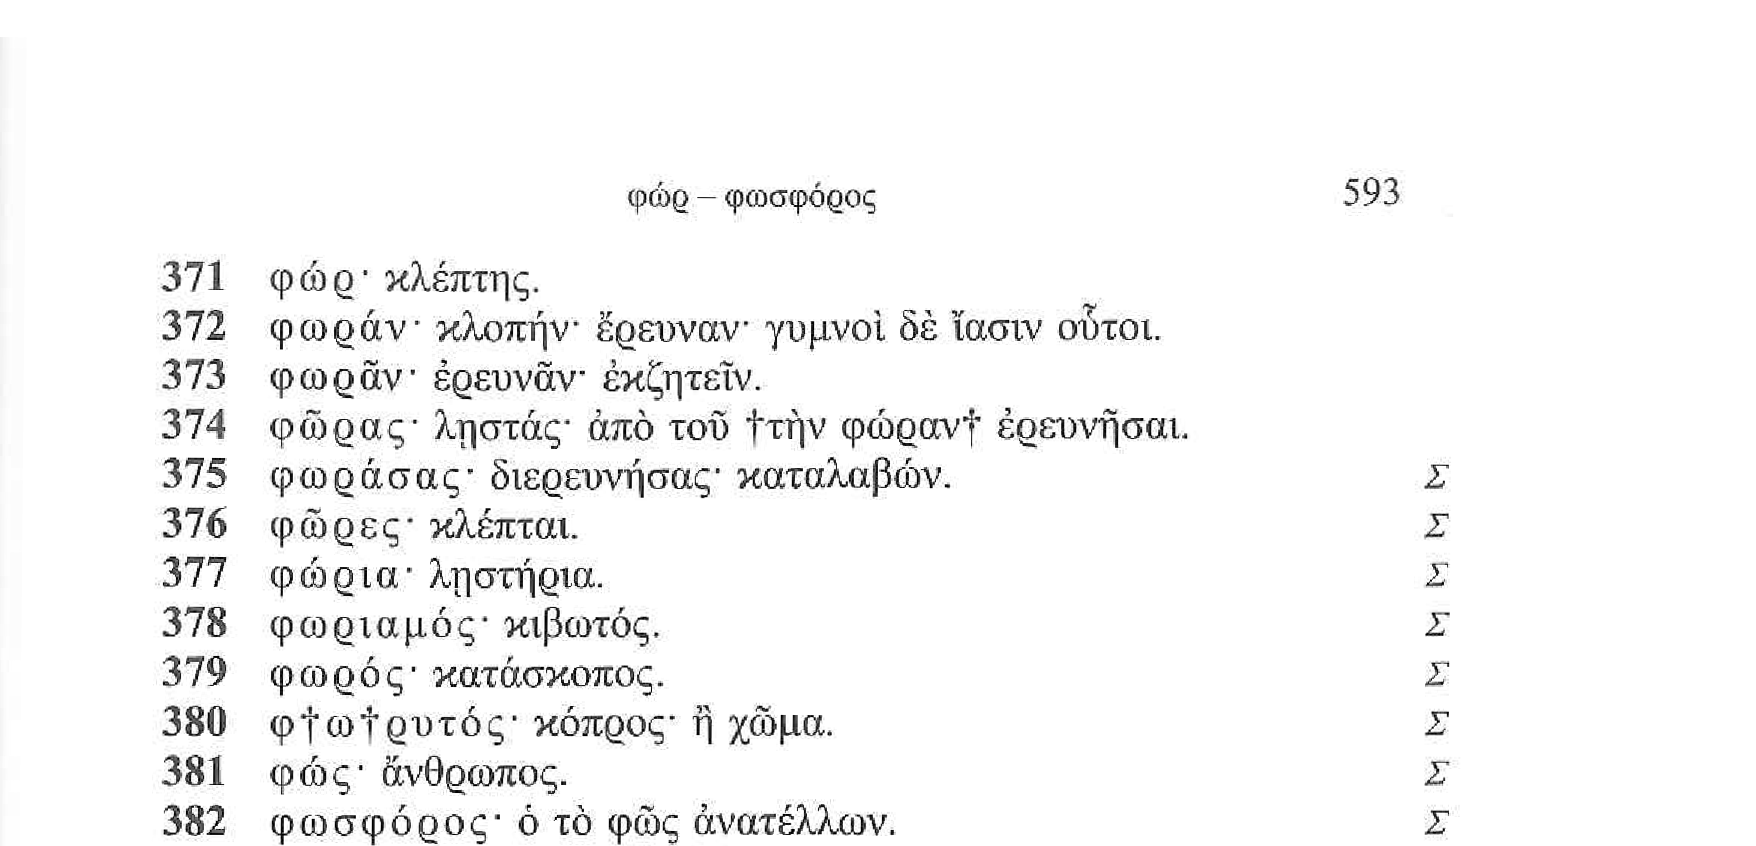 φώρ – φωσφόρος 593
371 φώρ· κλέπτης.
372 φωράν· κλοπήν· ἔρευναν· γυμνοὶ δὲ ἴασιν οὗτοι.
373 φωρᾶν· ἐρευνᾶν· ἐκζητεῖν.
374 φῶρας· λῃστάς· ἀπὸ τοῦ †τὴν φώραν† ἐρευνῆσαι.
375 φωράσας· διερευνήσας· καταλαβών. Σ
376 φῶρες· κλέπται. Σ
377 φώρια· λῃστήρια. Σ
378 φωριαμός· κιβωτός. Σ
379 φωρός· κατάσκοπος. Σ
380 φ†ω†ρυτός· κόπρος· ἢ χῶμα. Σ
381 φώς· ἄνθρωπος. Σ
382 φωσφόρος· ὁ τὸ φῶς ἀνατέλλων. Σ